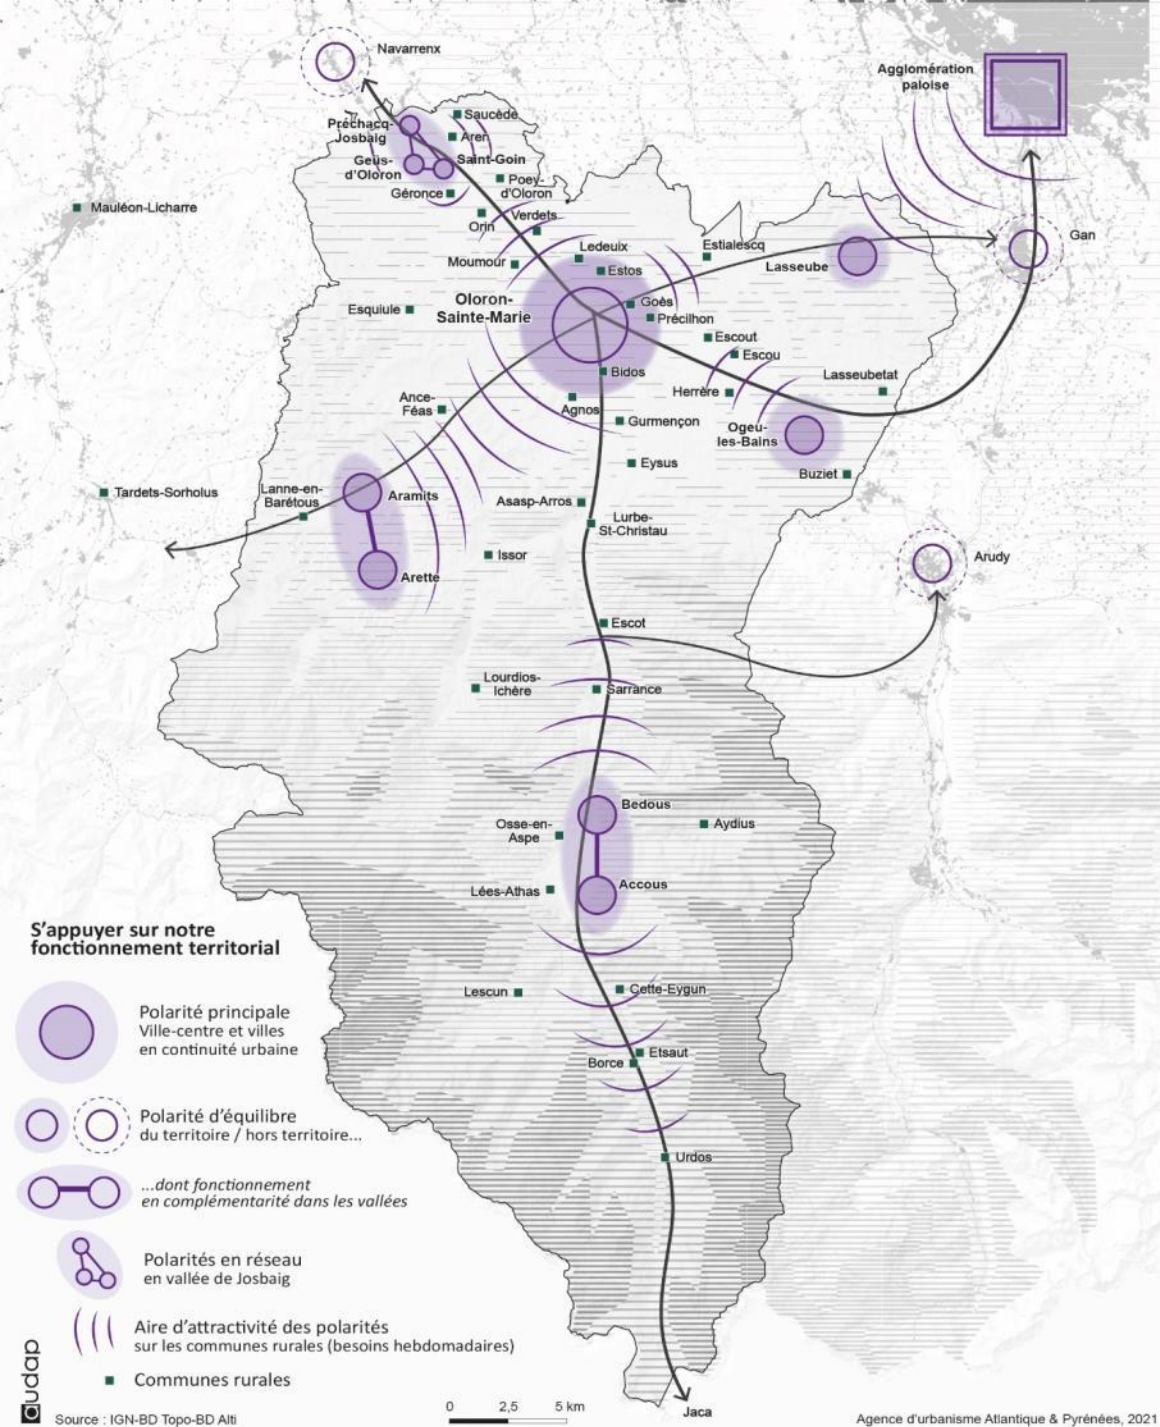 Navarrenx
Agglomération
paloise
Saucède
Préchacq-
Josbaig
Aren
Geüs-
d'Oloron
Saint-Goin
Poey-
d'Oloron
Géronce
Mauléon-Licharre
Orin
Verdets
Gan
Ledeuix
Estialescq
Moumour
Estos
Lasseube
Oloron-
Sainte-Marie
Goès
Esquiule
Précilhon
Escout
Escou
Bidos
Lasseubetat
Herrère
Ance-
Féas
Agnos
Gurmençon
Ogeu-
les-Bains
Eysus
Buziet
Tardets-Sorholus
Lanne-en-
Barétous
Aramits
Asasp-Arros
Lurbe-
St-Christau
Issor
Arudy
Arette
Escot
Lourdios-
Ichère
Sarrance
Bedous
Osse-en-
Aspe
Aydius
Accous
Lées-Athas
S'appuyer sur notre
fonctionnement territorial
Lescun
Cette-Eygun
Polarité principale
Ville-centre et villes
en continuité urbaine
Etsaut
Borce
Polarité d'équilibre
du territoire / hors territoire...
Urdos
...dont fonctionnement
en complémentarité dans les vallées
Polarités en réseau
en vallée de Josbaig
Aire d'attractivité des polarités
sur les communes rurales (besoins hebdomadaires)
Communes rurales
audap
0 2,5 5 km
Jaca
Source : IGN-BD Topo-BD Alti
Agence d'urbanisme Atlantique & Pyrénées, 2021